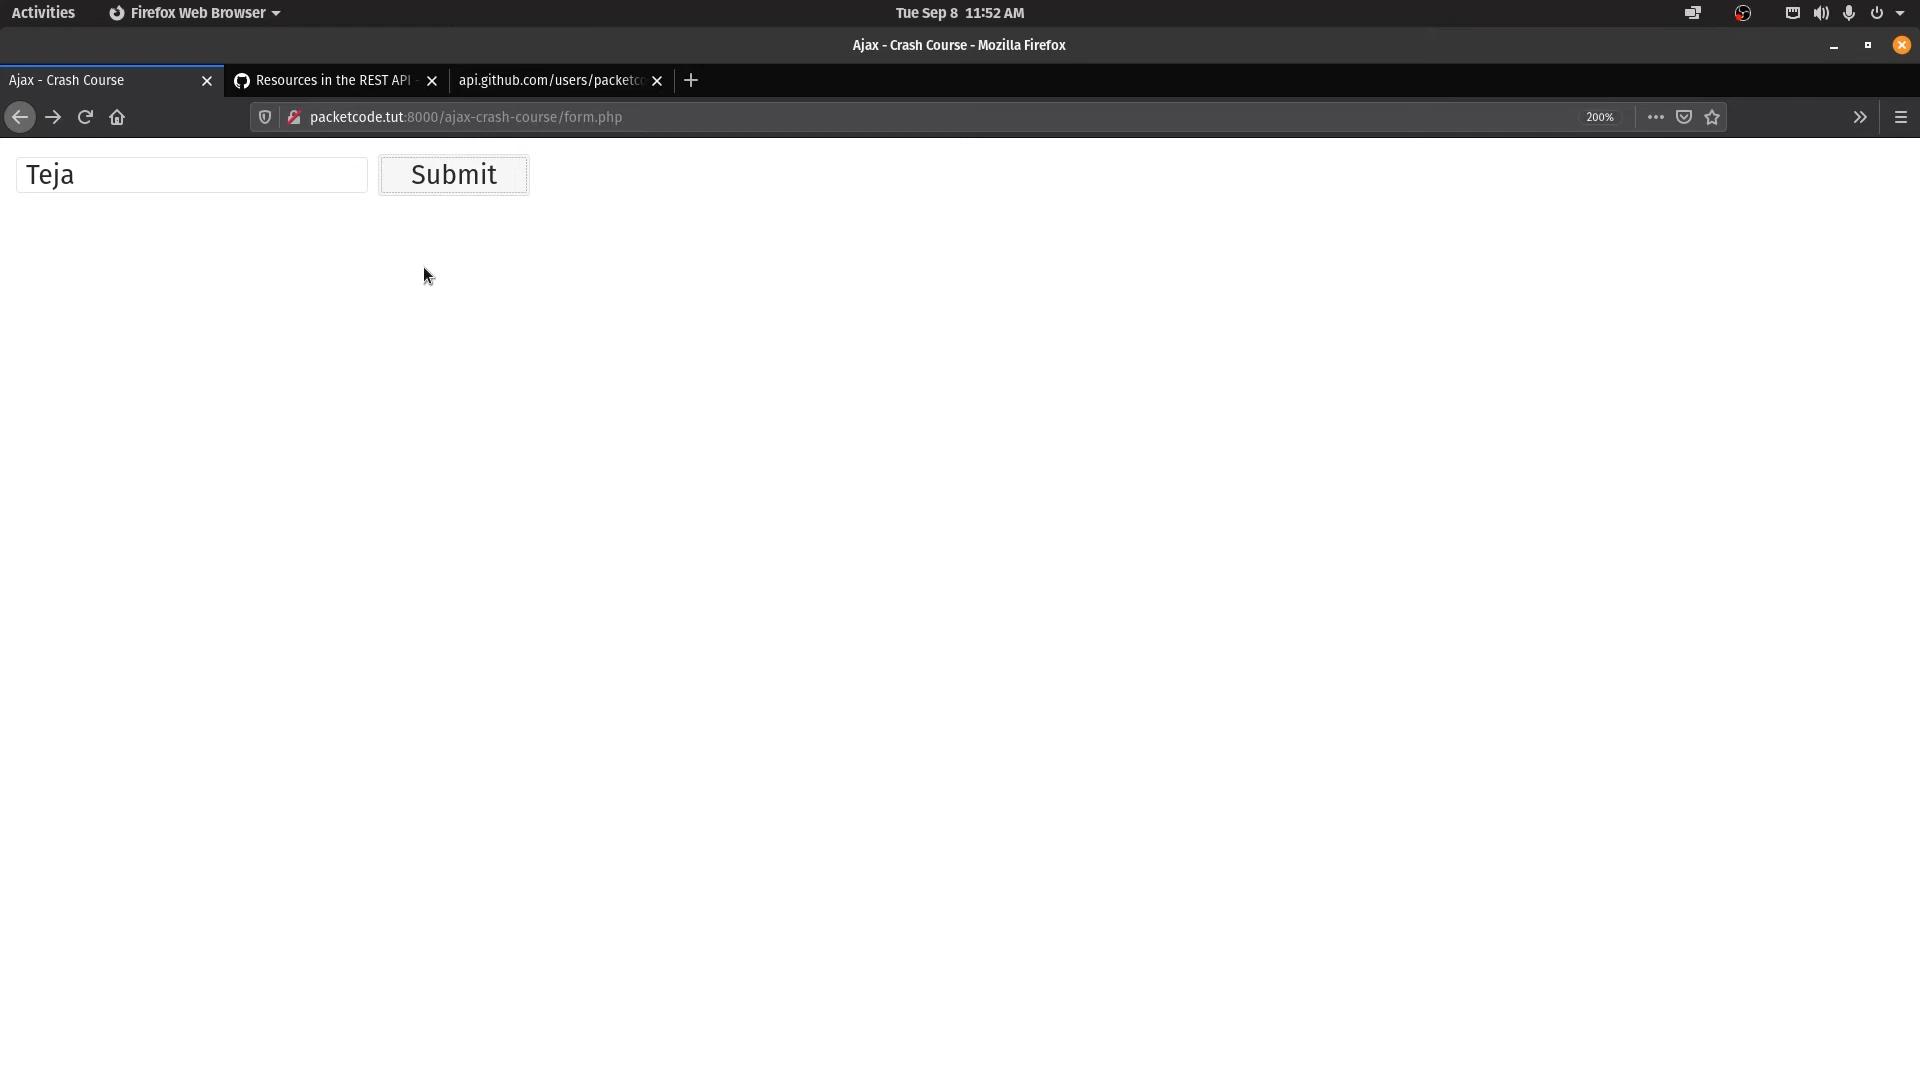 Activities Firefox Web Browser Tue Sep 8 11:52 AM
Ajax - Crash Course - Mozilla Firefox
Ajax - Crash Course Resources in the REST API - api.github.com/users/packetc
packetcode.tut:8000/ajax-crash-course/form.php 200%
Teja Submit